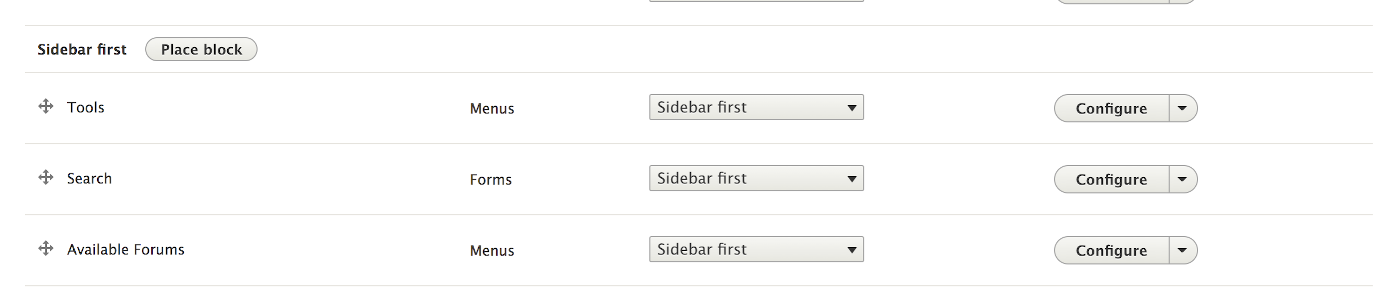 Sidebar first Place block
Tools Menus Sidebar first Configure
Search Forms Sidebar first Configure
Available Forums Menus Sidebar first Configure